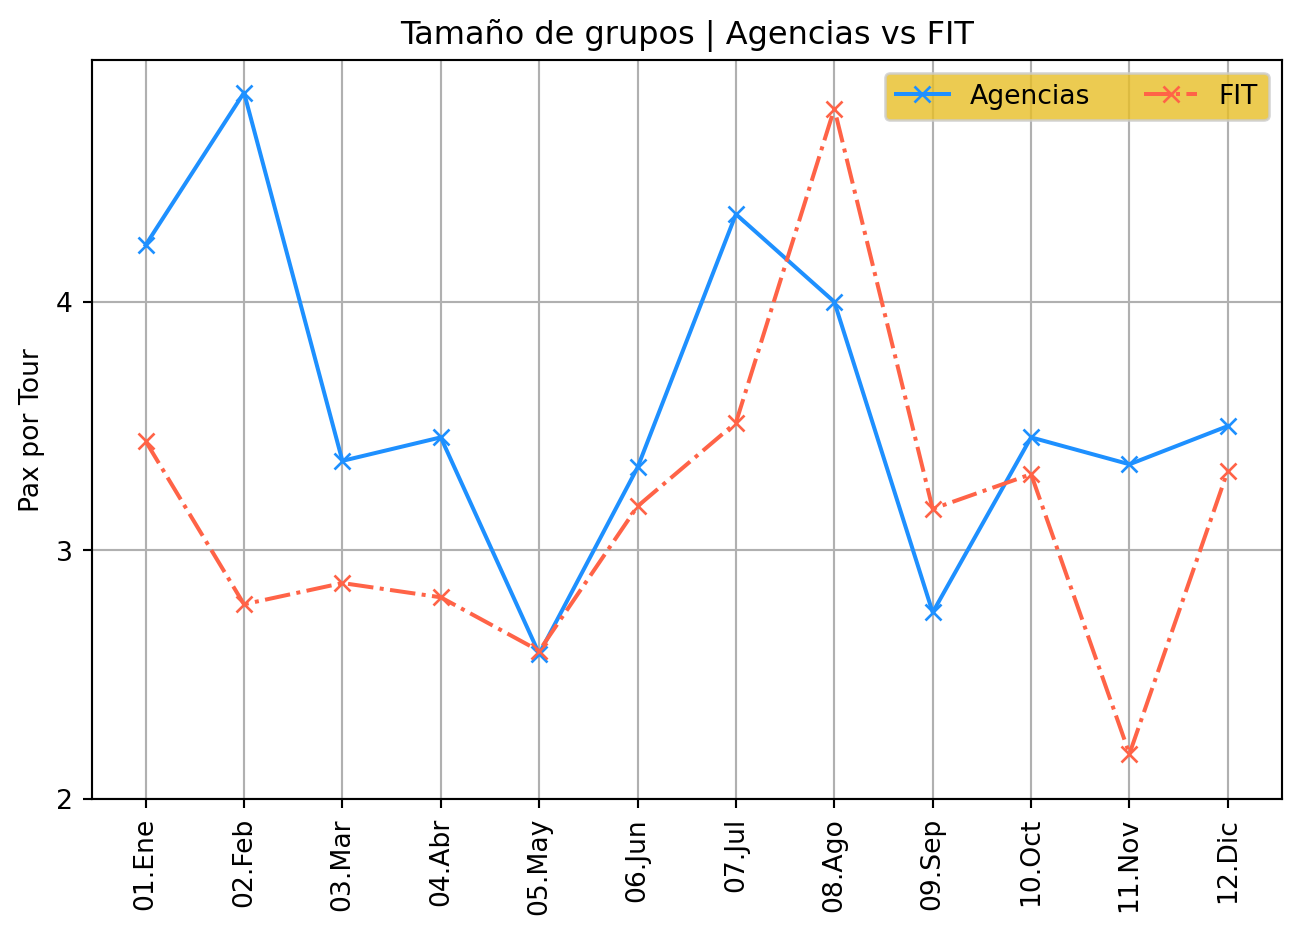 Tamaño de grupos | Agencias vs FIT
Agencias
FIT
Pax por Tour
4
3
2
01.Ene
02.Feb
03.Mar
04.Abr
05.May
06.Jun
07.Jul
08.Ago
09.Sep
10.Oct
11.Nov
12.Dic